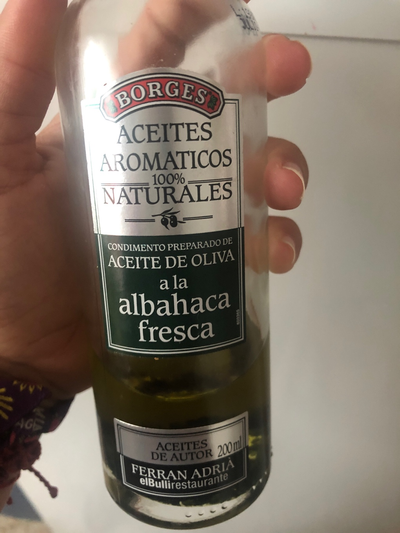 BORGES
ACEITES
AROMATICOS
100%
NATURALES
CONDIMENTO PREPARADO DE
ACEITE DE OLIVA
a la
albahaca
fresca
ACEITES
DE AUTOR 200 ml
FERRAN ADRIÀ
elBullirestaurante